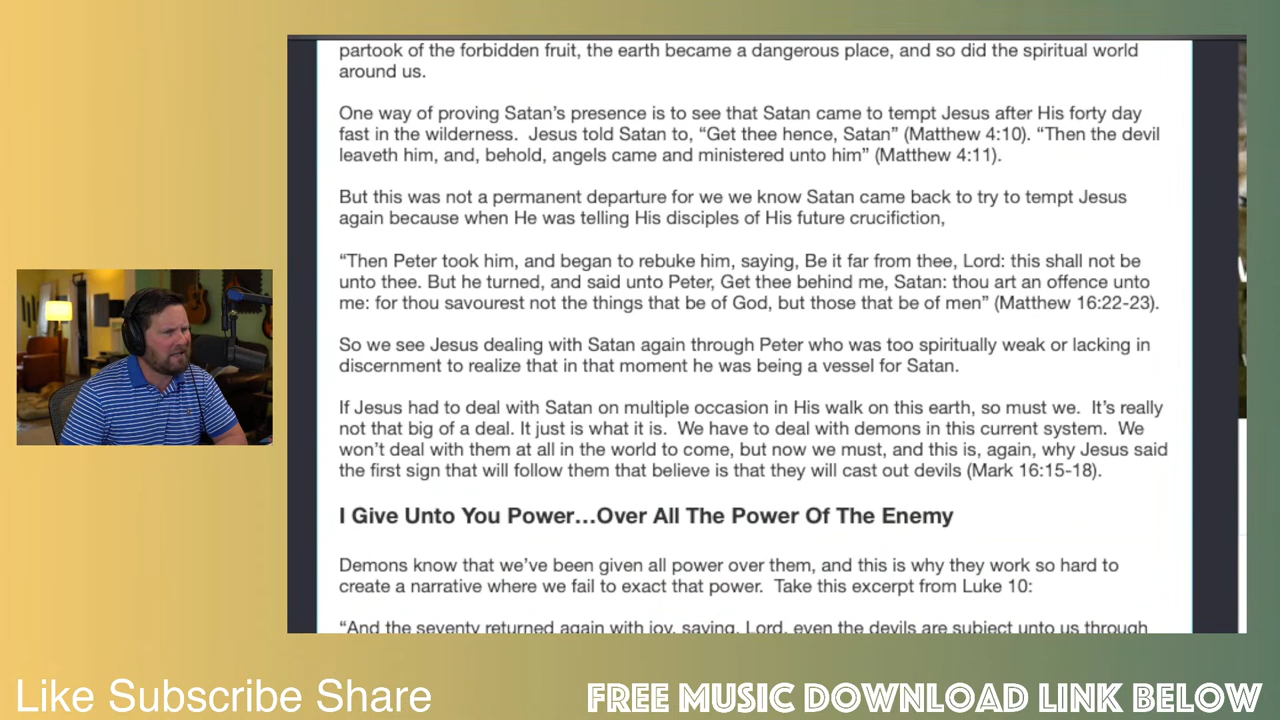 partook of the forbidden fruit, the earth became a dangerous place, and so did the spiritual world
around us.
One way of proving Satan’s presence is to see that Satan came to tempt Jesus after His forty day
fast in the wilderness.  Jesus told Satan to, “Get thee hence, Satan” (Matthew 4:10). “Then the devil
leaveth him, and, behold, angels came and ministered unto him” (Matthew 4:11).
But this was not a permanent departure for we we know Satan came back to try to tempt Jesus
again because when He was telling His disciples of His future crucifiction,
“Then Peter took him, and began to rebuke him, saying, Be it far from thee, Lord: this shall not be
unto thee. But he turned, and said unto Peter, Get thee behind me, Satan: thou art an offence unto
me: for thou savourest not the things that be of God, but those that be of men” (Matthew 16:22-23).
So we see Jesus dealing with Satan again through Peter who was too spiritually weak or lacking in
discernment to realize that in that moment he was being a vessel for Satan.
If Jesus had to deal with Satan on multiple occasion in His walk on this earth, so must we.  It’s really
not that big of a deal. It just is what it is.  We have to deal with demons in this current system.  We
won’t deal with them at all in the world to come, but now we must, and this is, again, why Jesus said
the first sign that will follow them that believe is that they will cast out devils (Mark 16:15-18).
I Give Unto You Power…Over All The Power Of The Enemy
Demons know that we’ve been given all power over them, and this is why they work so hard to
create a narrative where we fail to exact that power.  Take this excerpt from Luke 10:
“And the seventy returned again with joy, saying, Lord, even the devils are subject unto us through
Like Subscribe Share
FREE MUSIC DOWNLOAD LINK BELOW